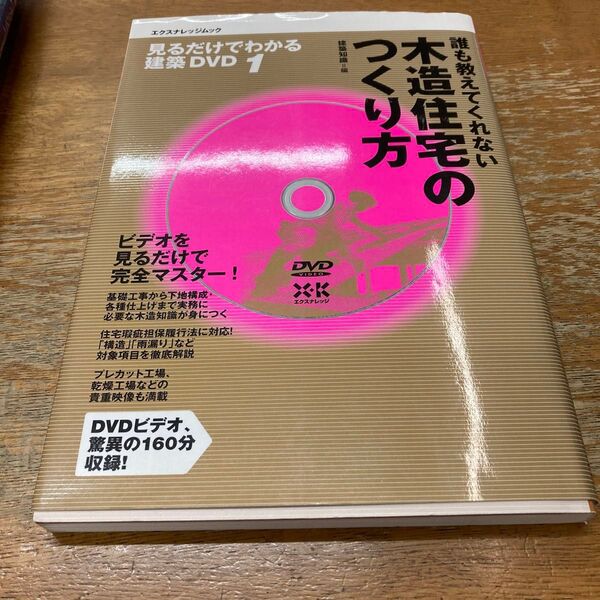 エクスナレッジムック
見るだけでわかる
建築DVD 1
建築知識=編
誰も教えてくれない
木造住宅の
つくり方
ビデオを
見るだけで
完全マスター!
基礎工事から下地構成・
各種仕上げまで実務に
必要な木造知識が身につく
住宅瑕疵担保履行法に対応!
「構造」「雨漏り」など
対象項目を徹底解説
プレカット工場、
乾燥工場などの
貴重映像も満載
DVDビデオ、
驚異の160分
収録!
DVD
VIDEO
X-K
エクスナレッジ